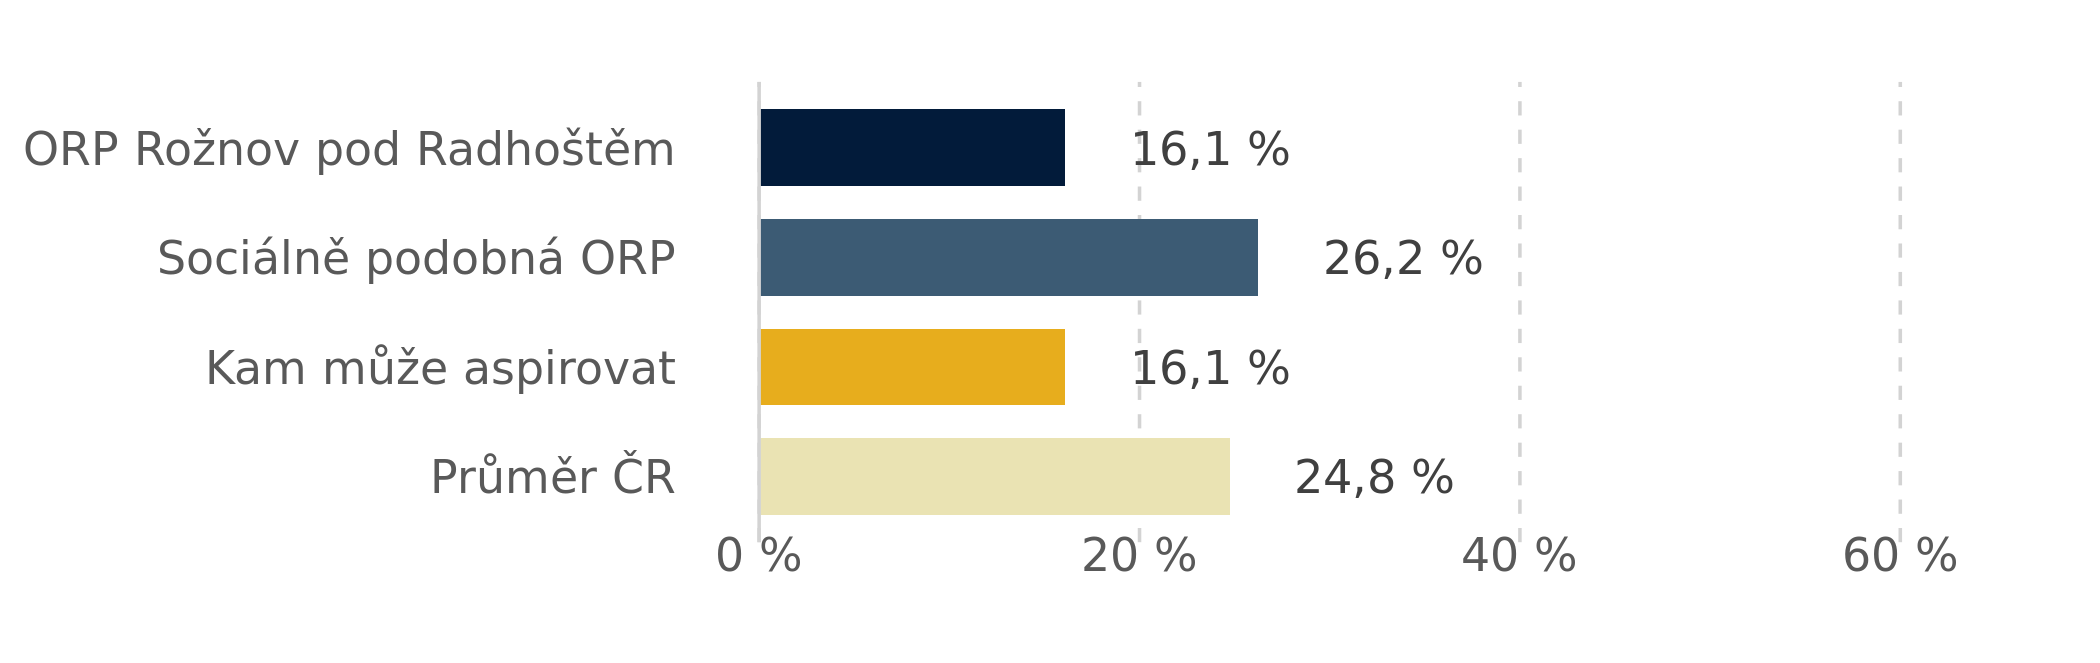 ORP Rožnov pod Radhoštěm 16,1 %
Sociálně podobná ORP 26,2 %
Kam může aspirovat 16,1 %
Průměr ČR 24,8 %
0 % 20 % 40 % 60 %